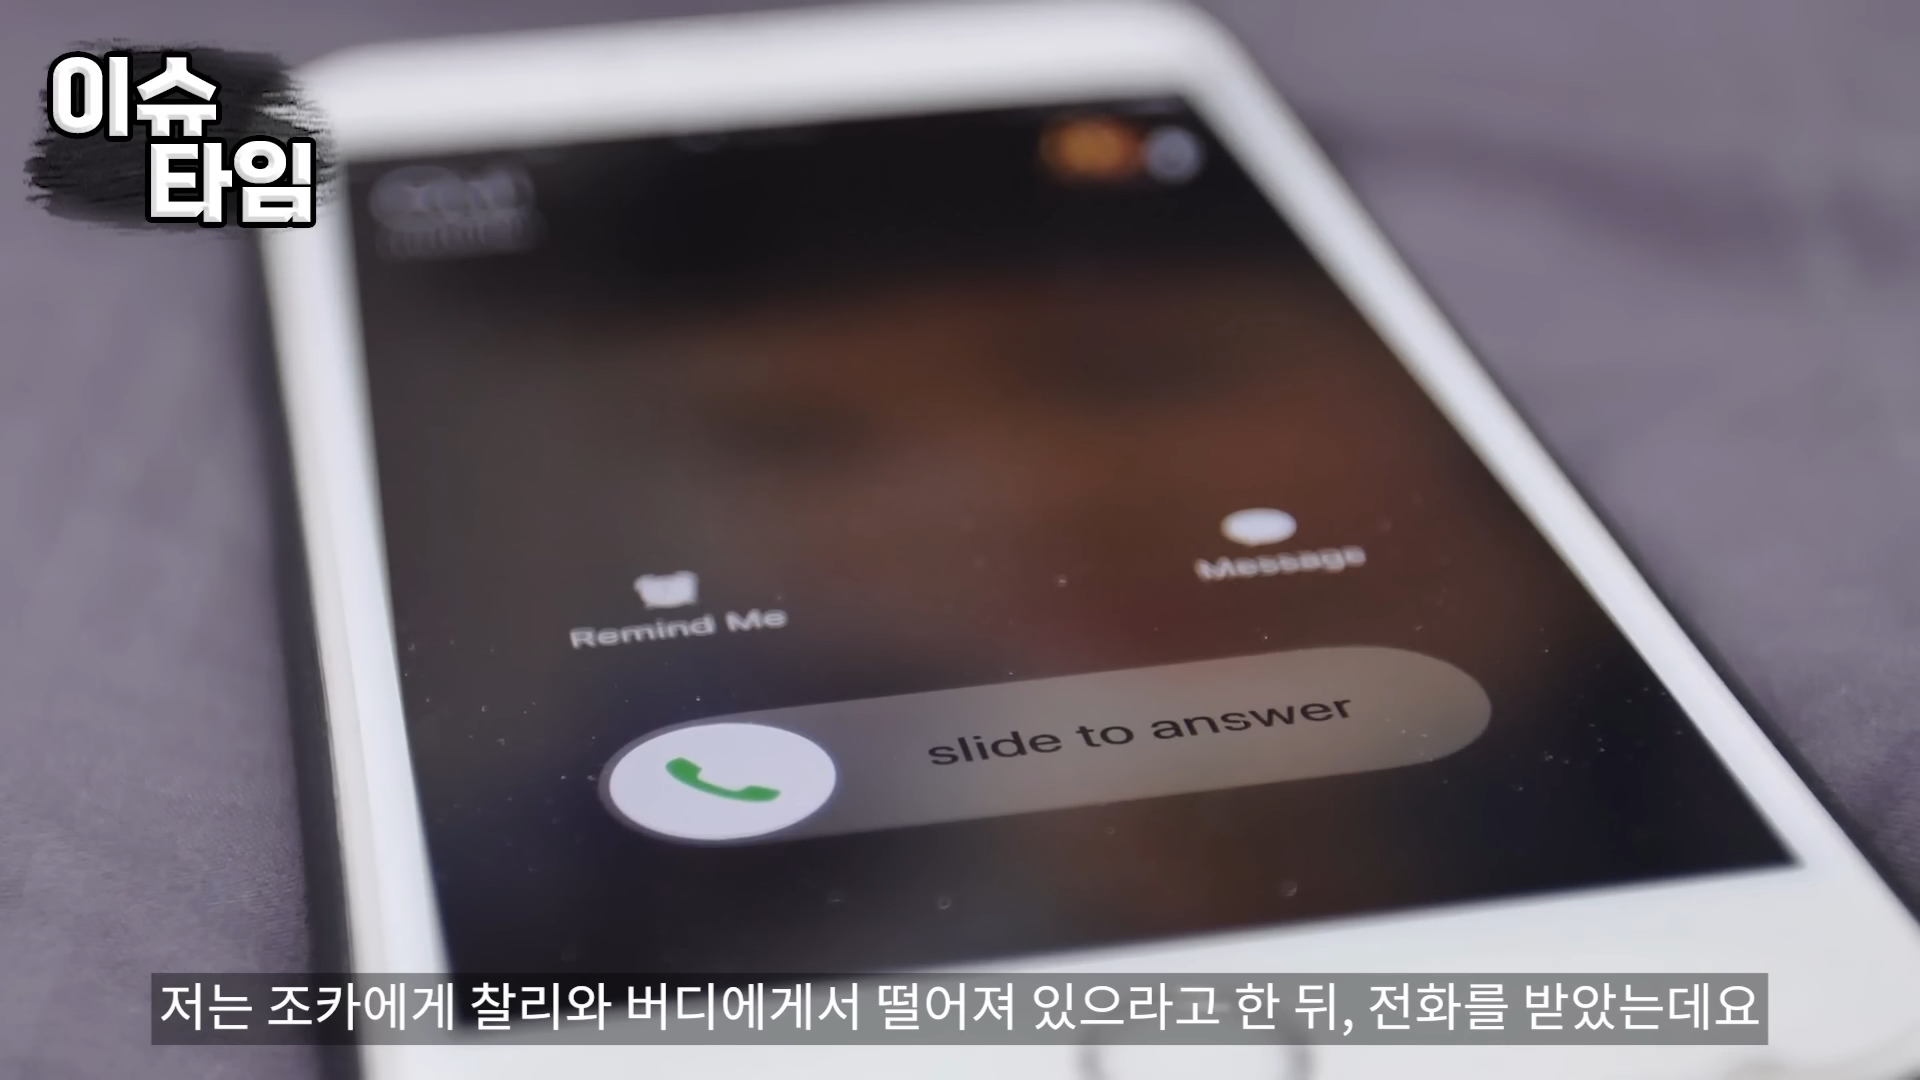 이슈
타임
Message
Remind Me
slide to answer
저는 조카에게 찰리와 버디에게서 떨어져 있으라고 한 뒤, 전화를 받았는데요